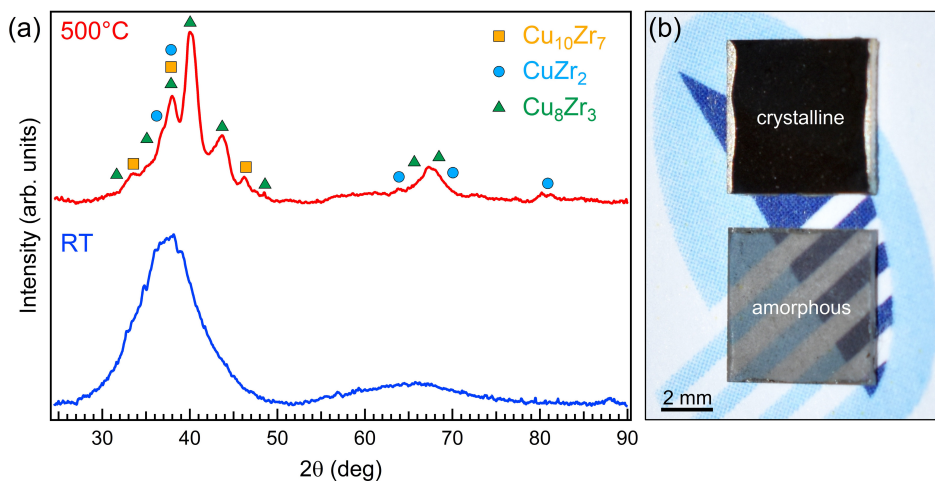 (a)
500°C
Cu10Zr7
CuZr2
Cu8Zr3
RT
Intensity (arb. units)
30 40 50 60 70 80 90
2θ (deg)
(b)
crystalline
amorphous
2 mm